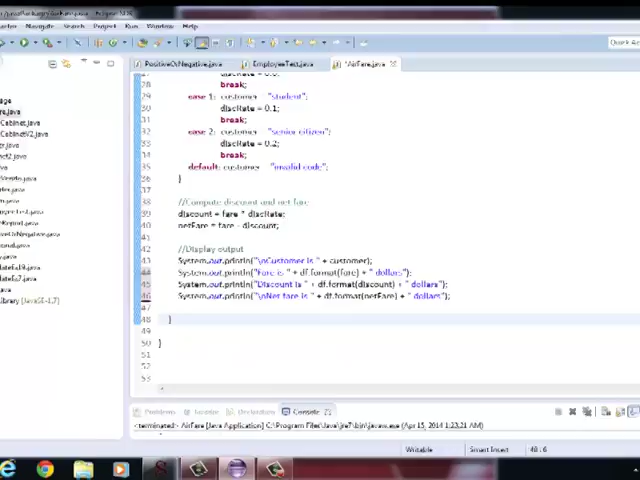 Navigate Search Project Run Window Help
Quick Ac
PositiveOrNegative.java EmployeeTest.java *AirFare.java
28 break;
29 case 1: customer = "student";
30 discRate = 0.1;
31 break;
32 case 2: customer = "senior citizen";
33 discRate = 0.2;
34 break;
35 default: customer = "invalid code";
36 }
37
38 //Compute discount and net fare
39 discount = fare * discRate;
40 netFare = fare - discount;
41
42 //Display output
43 System.out.println("\nCustomer is " + customer);
44 System.out.println("Fare is " + df.format(fare) + " dollars");
45 System.out.println("Discount is " + df.format(discount) + " dollars");
46 System.out.println("\nNet fare is " + df.format(netFare) + " dollars");
47
48 }
49
50 }
51
52
53
Problems Javadoc Declaration Console
<terminated> AirFare [Java Application] C:\Program Files\Java\jre7\bin\javaw.exe (Apr 15, 2014 1:23:21 AM)
Writable Smart Insert 48 : 6